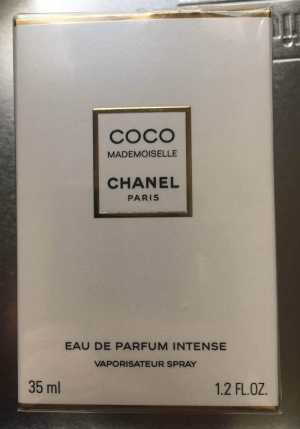 COCO
MADEMOISELLE
CHANEL
PARIS
EAU DE PARFUM INTENSE
VAPORISATEUR SPRAY
35 ml 1.2 FL.OZ.